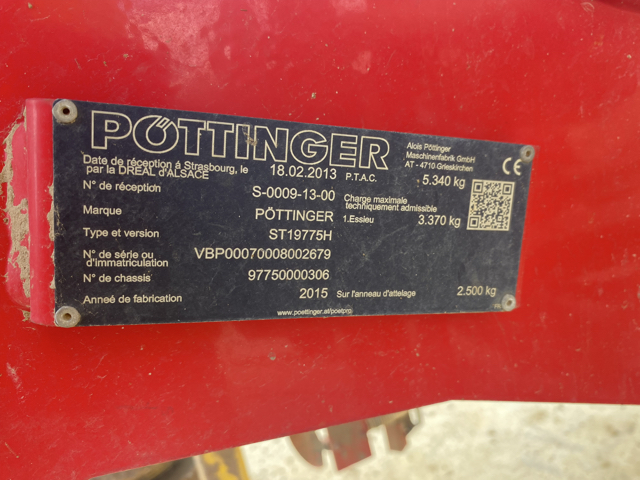 PÖTTINGER
Alois Pöttinger
Maschinenfabrik GmbH
AT - 4710 Grieskirchen
CE
Date de réception á Strasbourg, le 18.02.2013 P.T.A.C. 5.340 kg
par la DREAL d'ALSACE
N° de réception S-0009-13-00 Charge maximale
techniquement admissible
Marque PÖTTINGER 1.Essieu 3.370 kg
Type et version ST19775H
N° de série ou VBP00070008002679
d'immatriculation
N° de chassis 97750000306
Anneé de fabrication 2015 Sur l'anneau d'attelage 2.500 kg
www.poettinger.at/poetpro